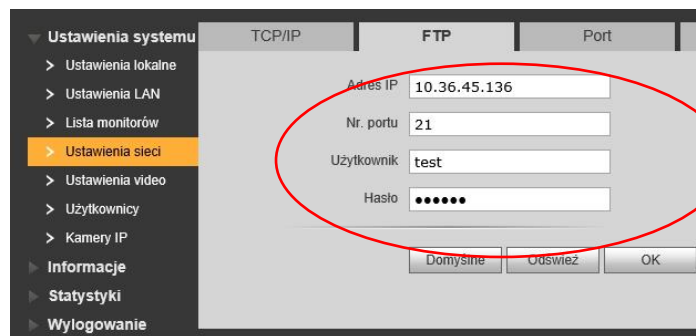 Ustawienia systemu
Ustawienia lokalne
Ustawienia LAN
Lista monitorów
Ustawienia sieci
Ustawienia video
Użytkownicy
Kamery IP
Informacje
Statystyki
Wylogowanie
TCP/IP FTP Port
Adres IP 10.36.45.136
Nr. portu 21
Użytkownik test
Hasło ●●●●●●
Domyślne Odśwież OK